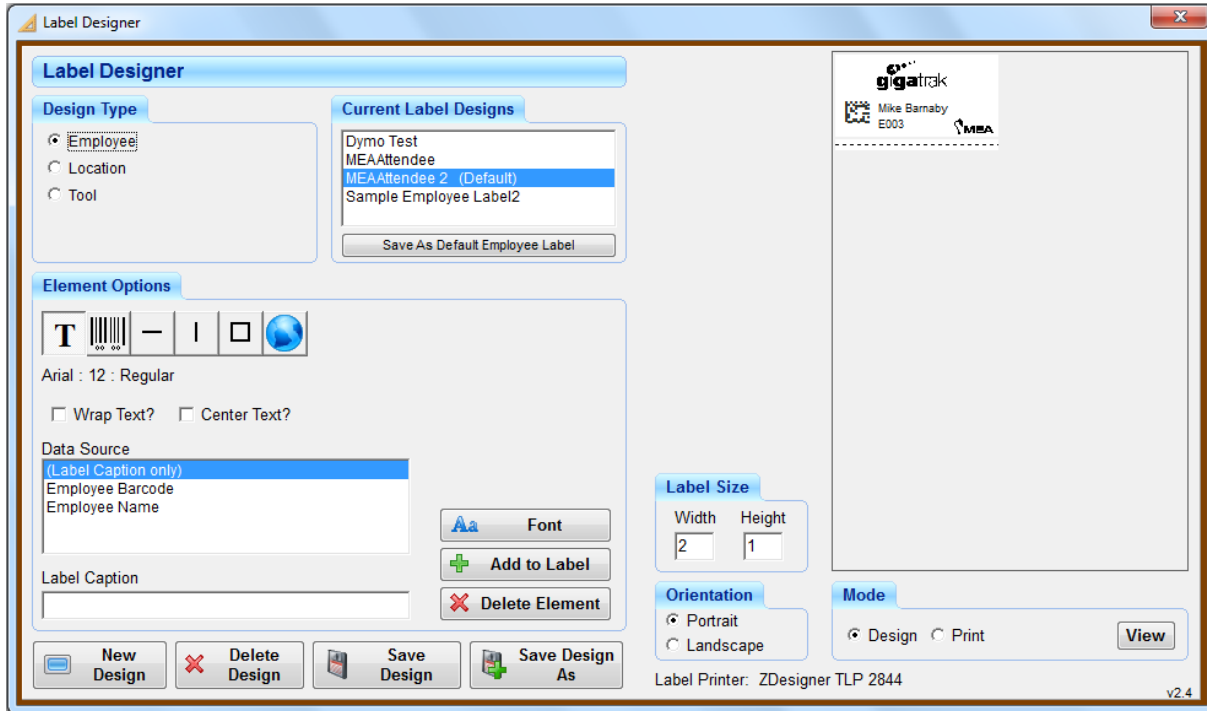 Label Designer
Label Designer
Design Type
Employee
Location
Tool
Current Label Designs
Dymo Test
MEAAttendee
MEAAttendee 2 (Default)
Sample Employee Label2
Save As Default Employee Label
gigatrak
Mike Barnaby
E003
MEA
Element Options
T
Arial : 12 : Regular
Wrap Text? Center Text?
Data Source
(Label Caption only)
Employee Barcode
Employee Name
Label Caption
Aa Font
Add to Label
Delete Element
New Design
Delete Design
Save Design
Save Design As
Label Size
Width Height
2 1
Orientation
Portrait
Landscape
Mode
Design Print
View
Label Printer: ZDesigner TLP 2844
v2.4